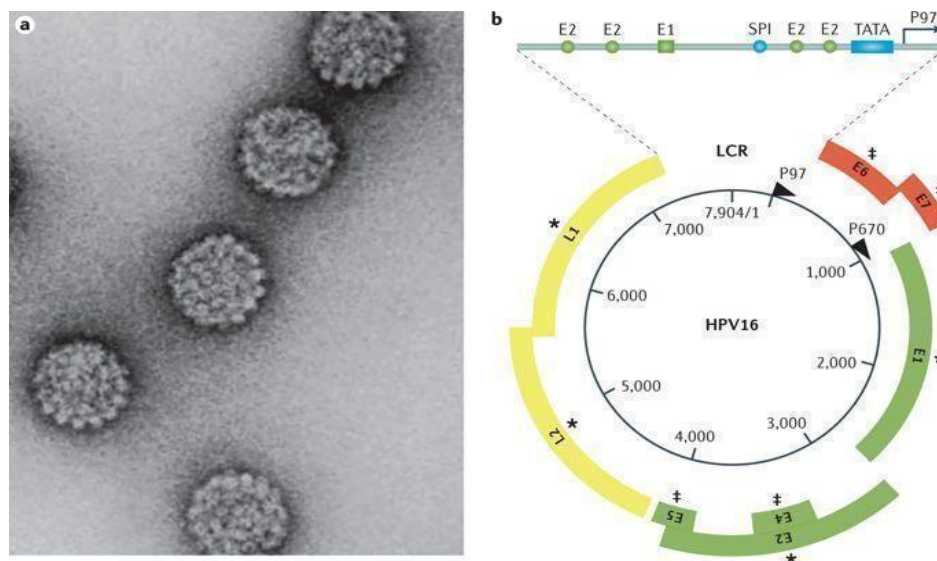 a
b
E2 E2 E1 SPI E2 E2 TATA P97
LCR
P97
7,904/1
7,000
6,000
5,000
4,000
3,000
2,000
1,000
P670
HPV16
‡
E6
‡
E7
*
E1
*
E2
‡
E4
‡
E5
*
L2
*
L1